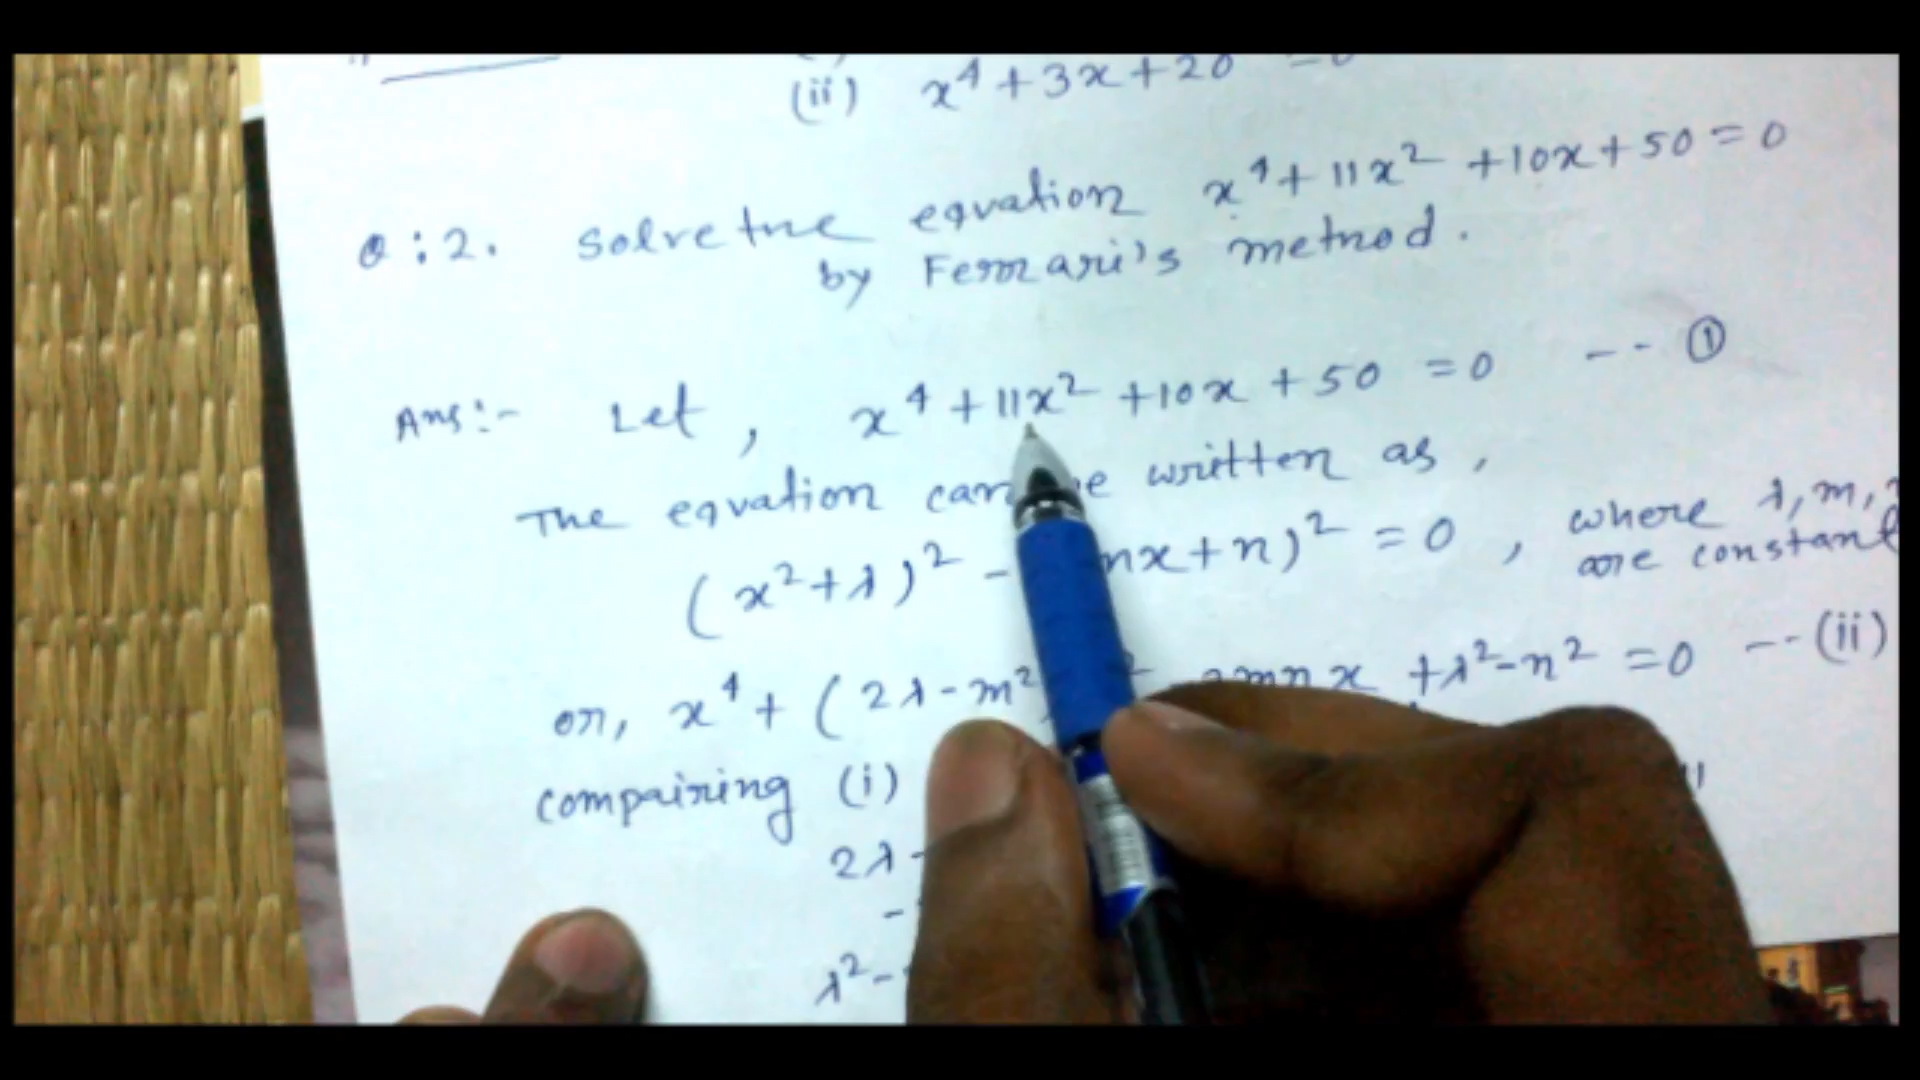 (ii) x⁴+3x+20 =0
Q:2. Solve the equation x⁴+11x²+10x+50=0
by Ferrari's method.
Ans:- Let, x⁴+11x²+10x+50=0 --- ①
The equation can be written as,
(x²+λ)² - mx+n)²=0, where λ, m,
are constant
or, x⁴+(2λ-m² 2mnx +λ²-n²=0 --- (ii)
compairing (i)
2λ-
-
λ²-